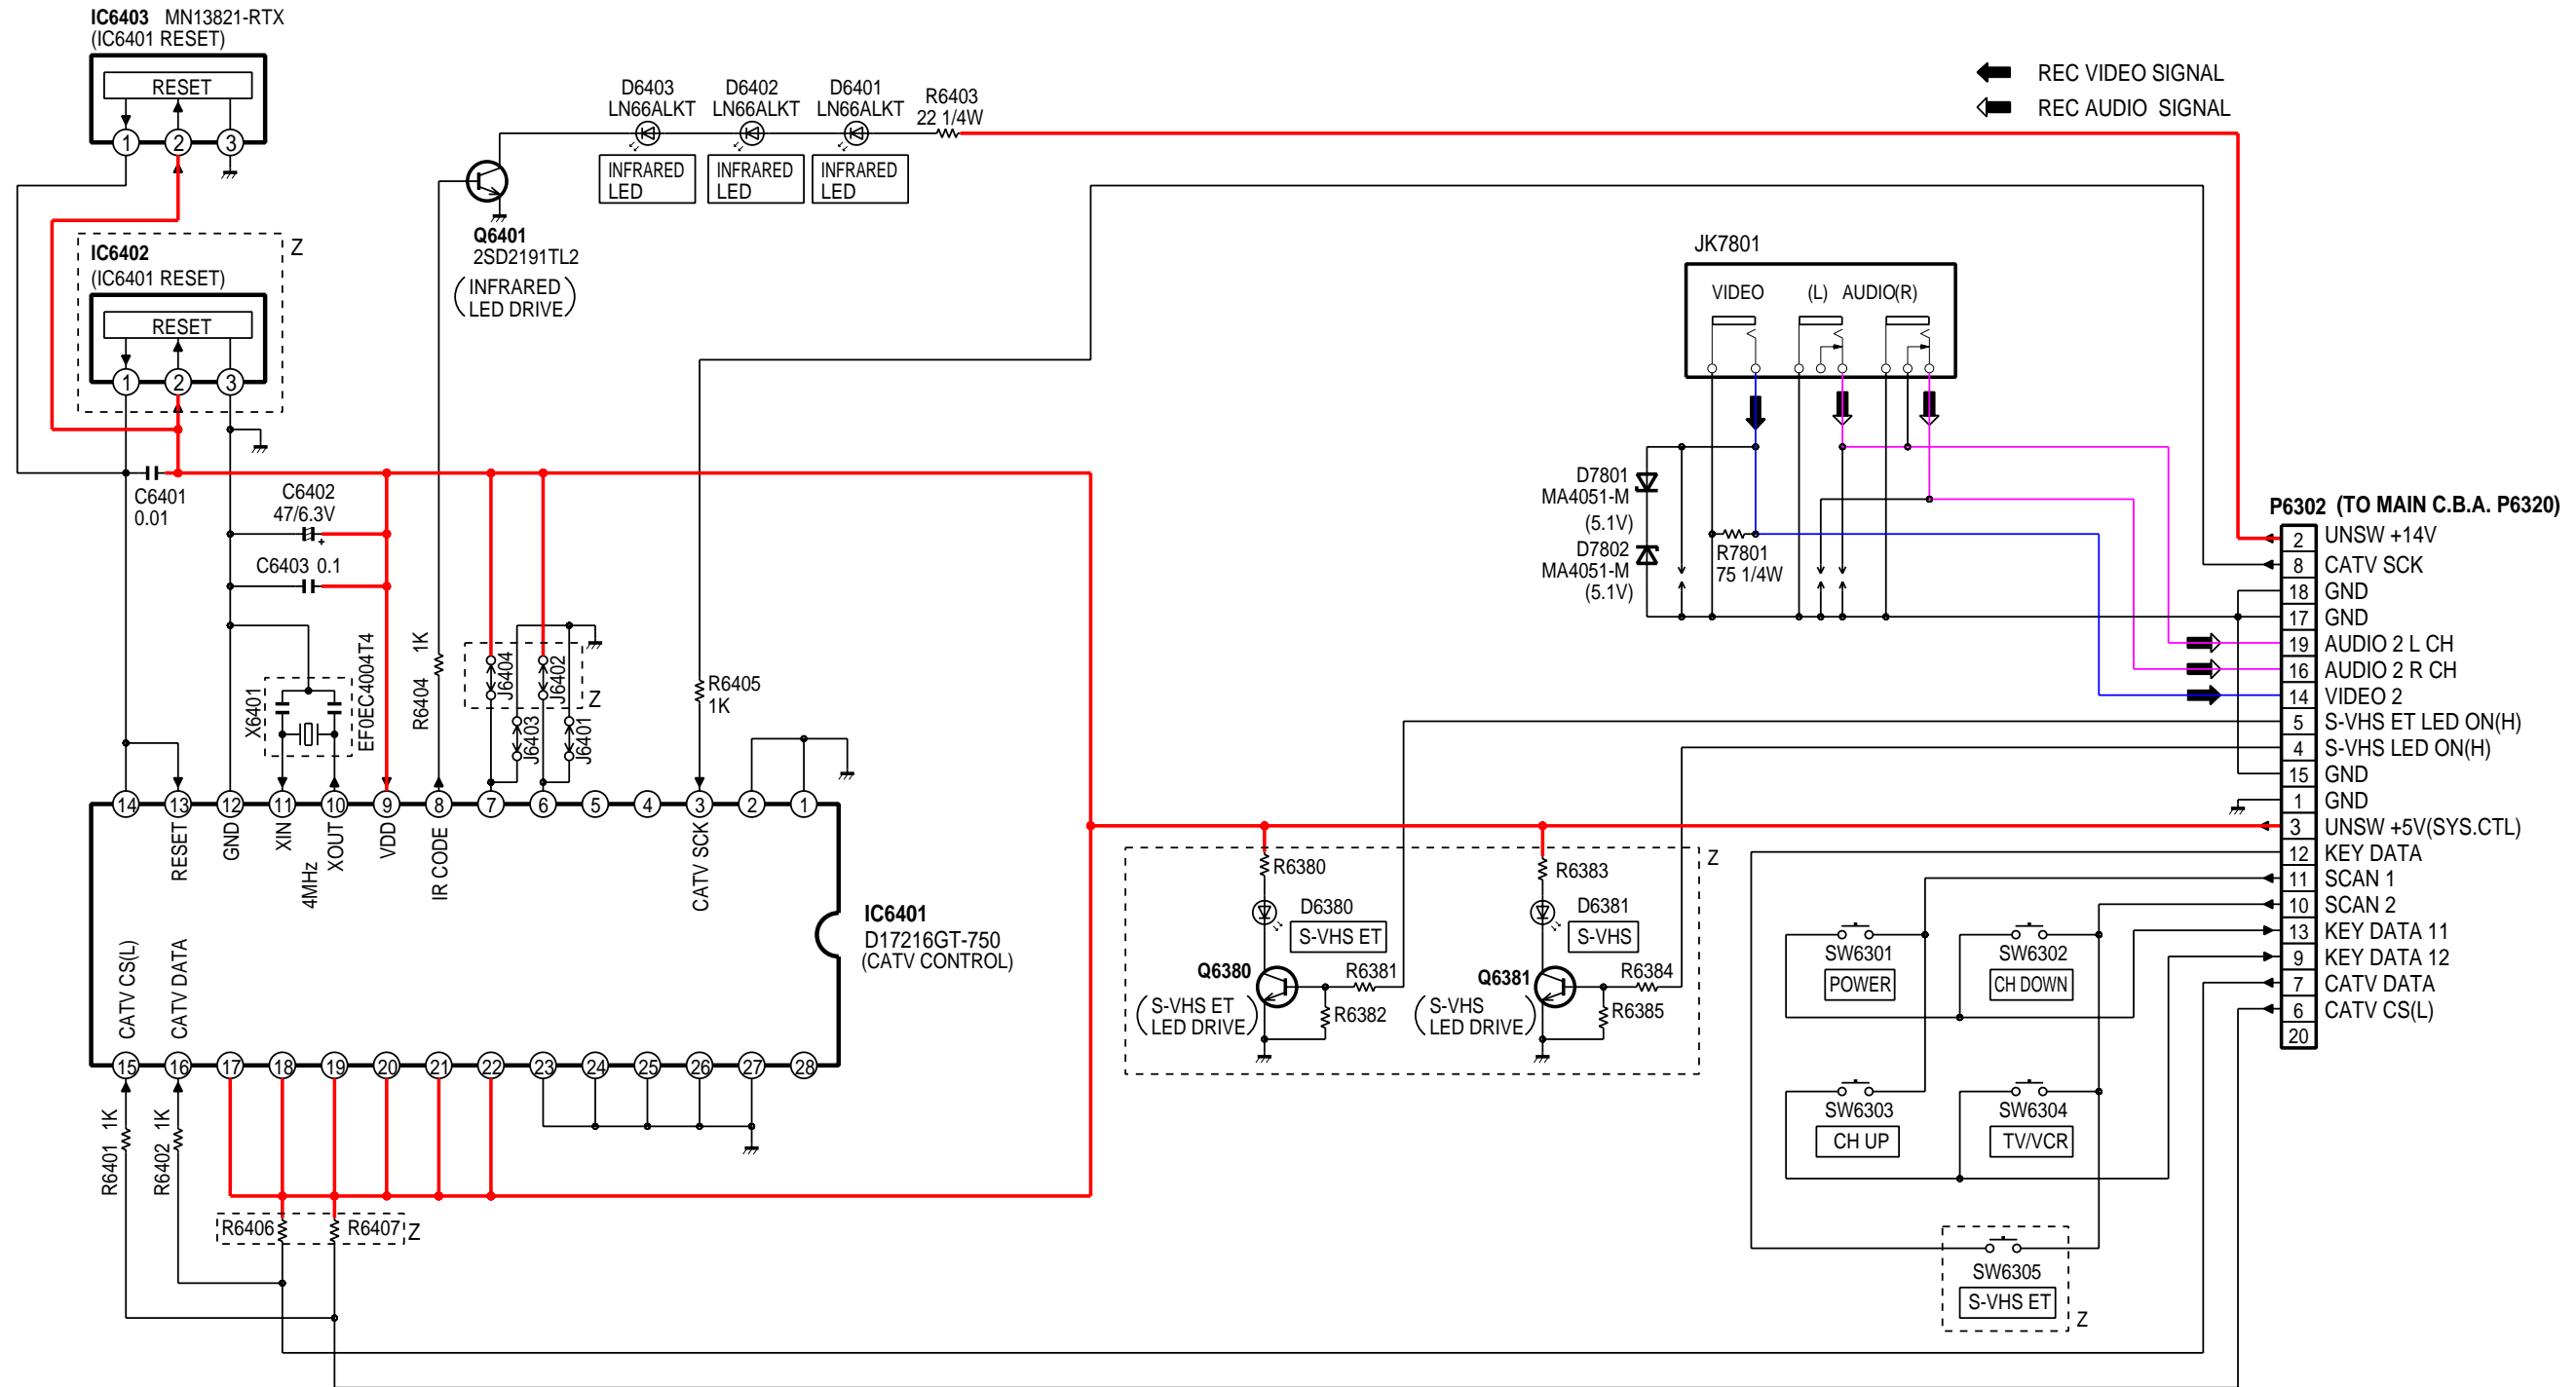 IC6403 MN13821-RTX
(IC6401 RESET)
RESET
1 2 3
IC6402
(IC6401 RESET)
RESET
1 2 3
Z
D6403
LN66ALKT
D6402
LN66ALKT
D6401
LN66ALKT
R6403
22 1/4W
INFRARED
LED
INFRARED
LED
INFRARED
LED
Q6401
2SD2191TL2
(INFRARED
LED DRIVE)
REC VIDEO SIGNAL
REC AUDIO SIGNAL
JK7801
VIDEO (L) AUDIO(R)
C6401
0.01
C6402
47/6.3V
+
C6403 0.1
X6401
EF0EC4004T4
R6404 1K
J6404
J6402
Z
J6403
J6401
R6405
1K
D7801
MA4051-M
(5.1V)
D7802
MA4051-M
(5.1V)
R7801
75 1/4W
14 13 12 11 10 9 8 7 6 5 4 3 2 1
RESET
GND
XIN
4MHz
XOUT
VDD
IR CODE
CATV SCK
CATV CS(L)
CATV DATA
IC6401
D17216GT-750
(CATV CONTROL)
15 16 17 18 19 20 21 22 23 24 25 26 27 28
R6401 1K
R6402 1K
R6406
R6407
Z
Z
R6380
D6380
S-VHS ET
Q6380
(S-VHS ET
LED DRIVE)
R6381
R6382
R6383
D6381
S-VHS
Q6381
(S-VHS
LED DRIVE)
R6384
R6385
P6302 (TO MAIN C.B.A. P6320)
2 UNSW +14V
8 CATV SCK
18 GND
17 GND
19 AUDIO 2 L CH
16 AUDIO 2 R CH
14 VIDEO 2
5 S-VHS ET LED ON(H)
4 S-VHS LED ON(H)
15 GND
1 GND
3 UNSW +5V(SYS.CTL)
12 KEY DATA
11 SCAN 1
10 SCAN 2
13 KEY DATA 11
9 KEY DATA 12
7 CATV DATA
6 CATV CS(L)
20
SW6301
POWER
SW6302
CH DOWN
SW6303
CH UP
SW6304
TV/VCR
SW6305
S-VHS ET
Z